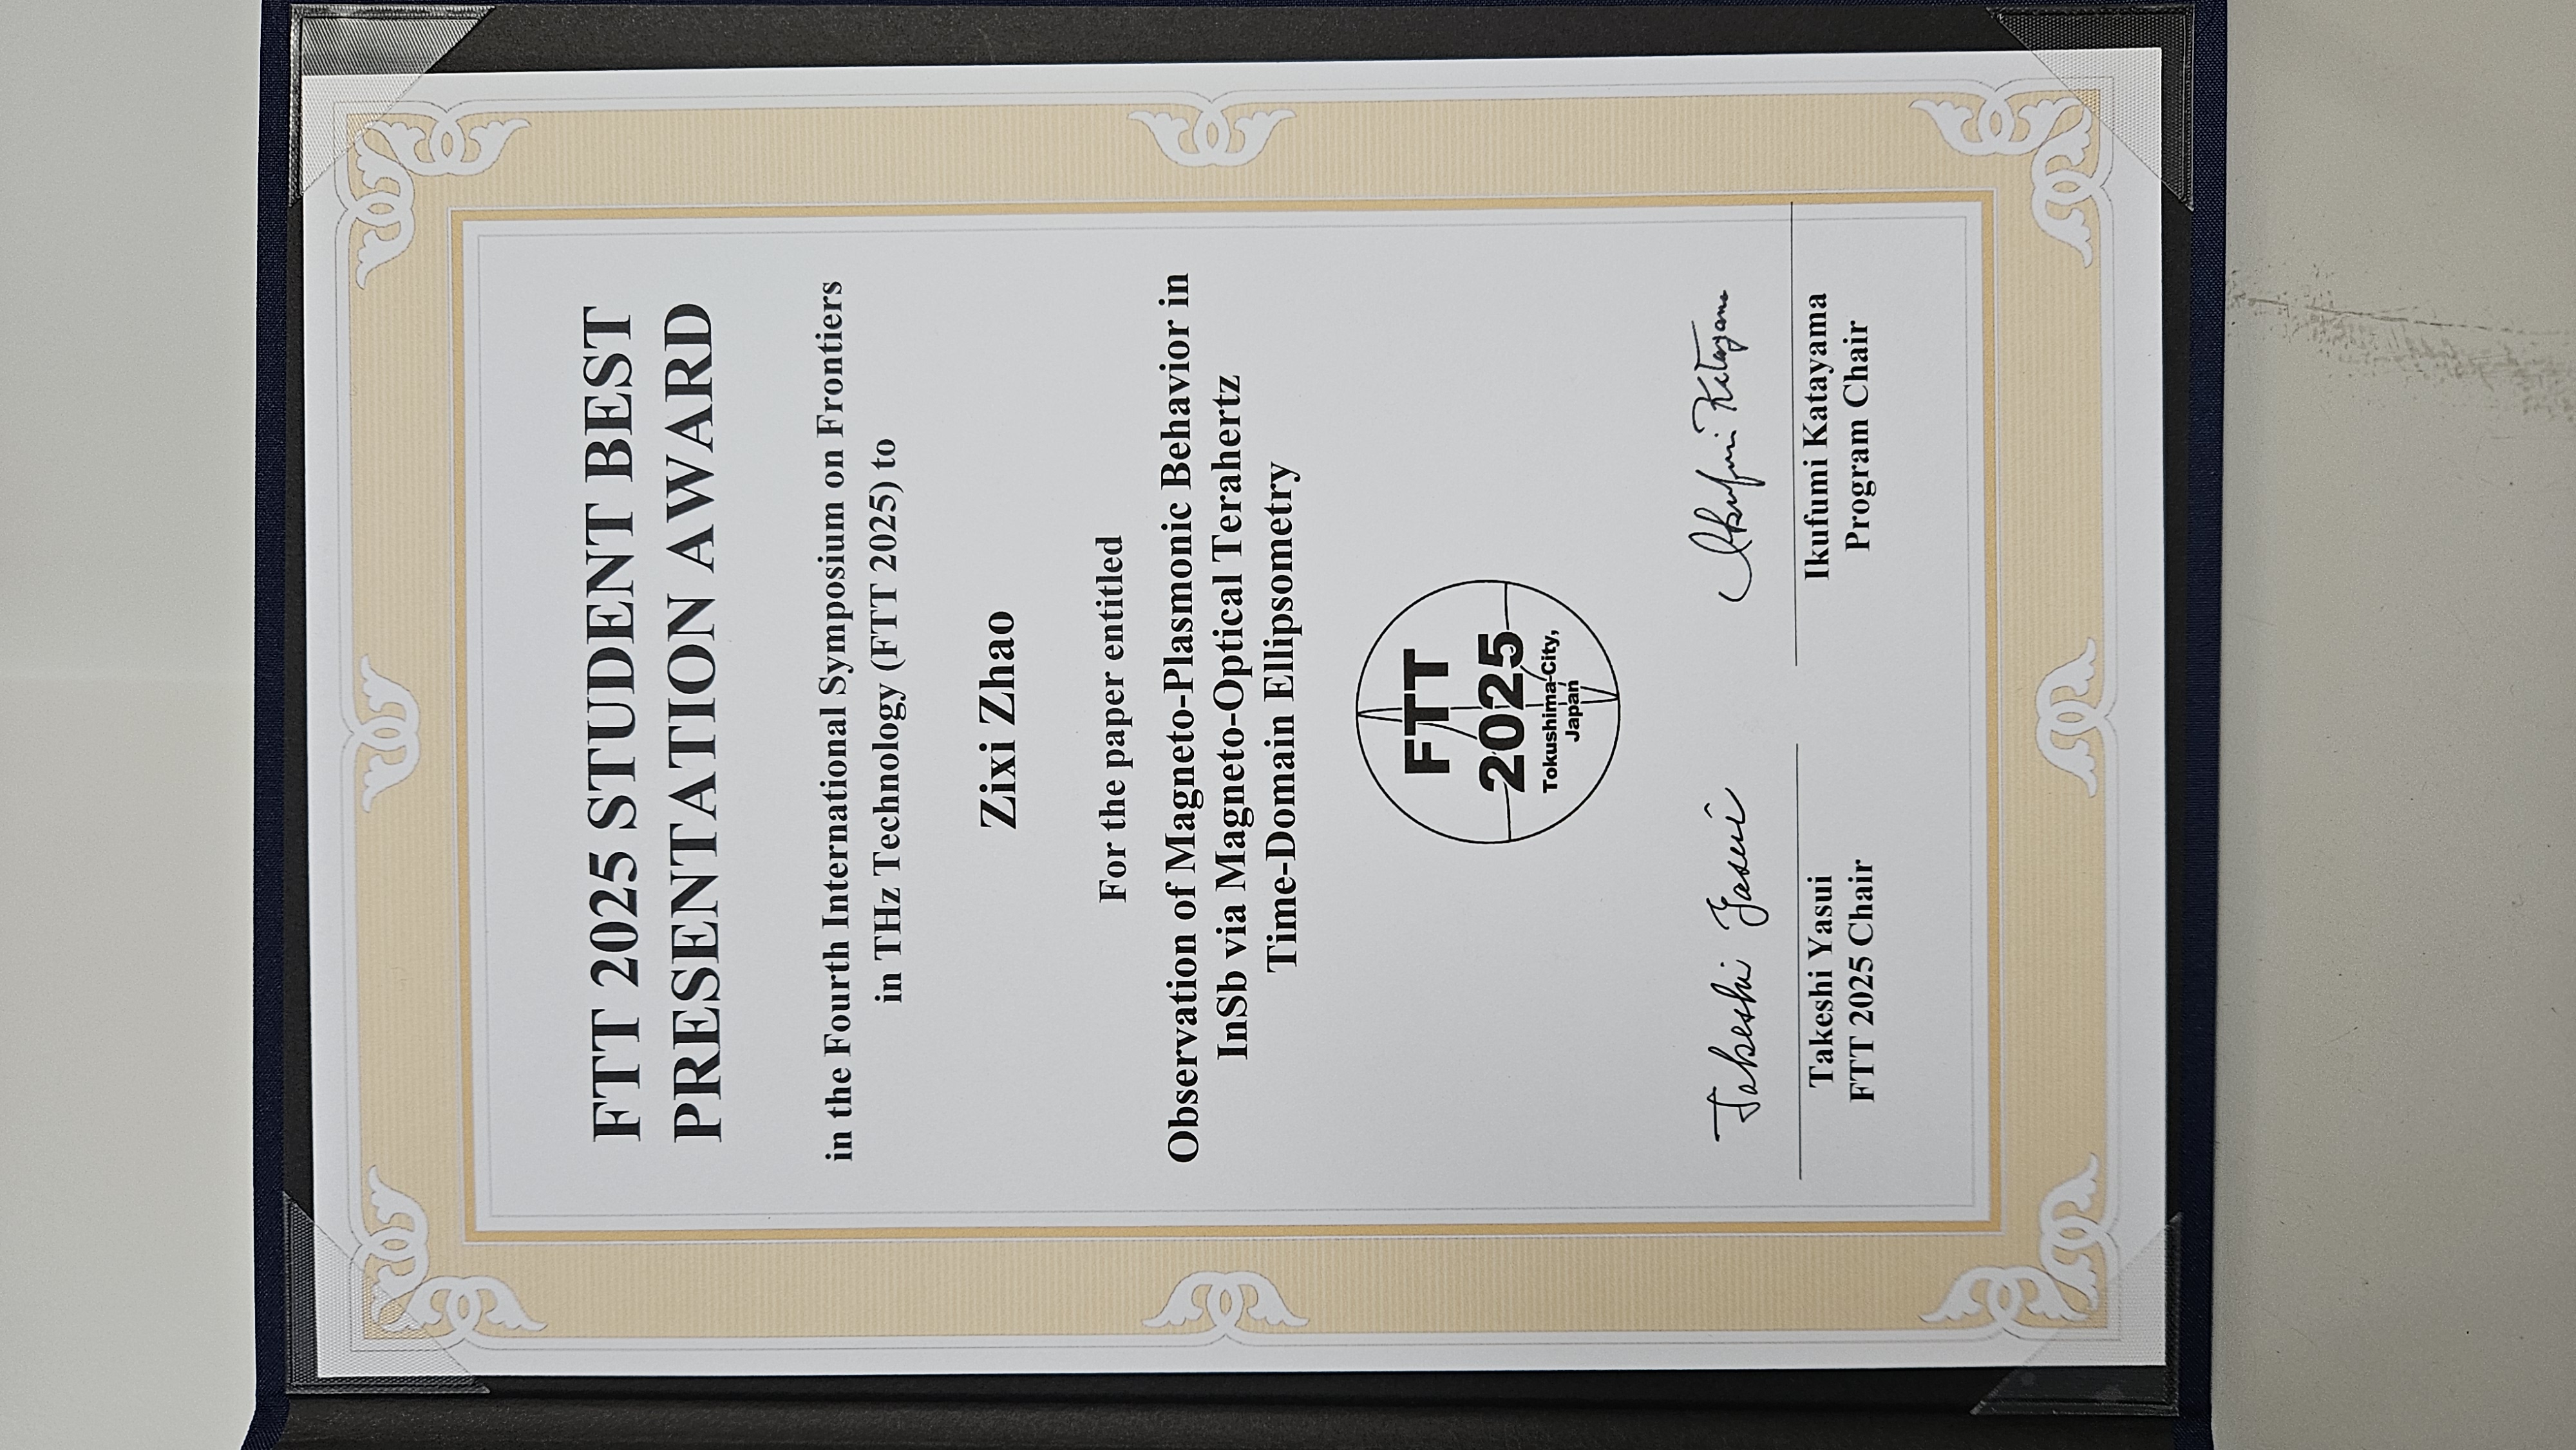 FTT 2025 STUDENT BEST
PRESENTATION AWARD
in the Fourth International Symposium on Frontiers
in THz Technology (FTT 2025) to
Zixi Zhao
For the paper entitled
Observation of Magneto-Plasmonic Behavior in
InSb via Magneto-Optical Terahertz
Time-Domain Ellipsometry
FTT
2025
Tokushima-City,
Japan
Takeshi Yasui
Ikufumi Katayama
Takeshi Yasui
FTT 2025 Chair
Ikufumi Katayama
Program Chair